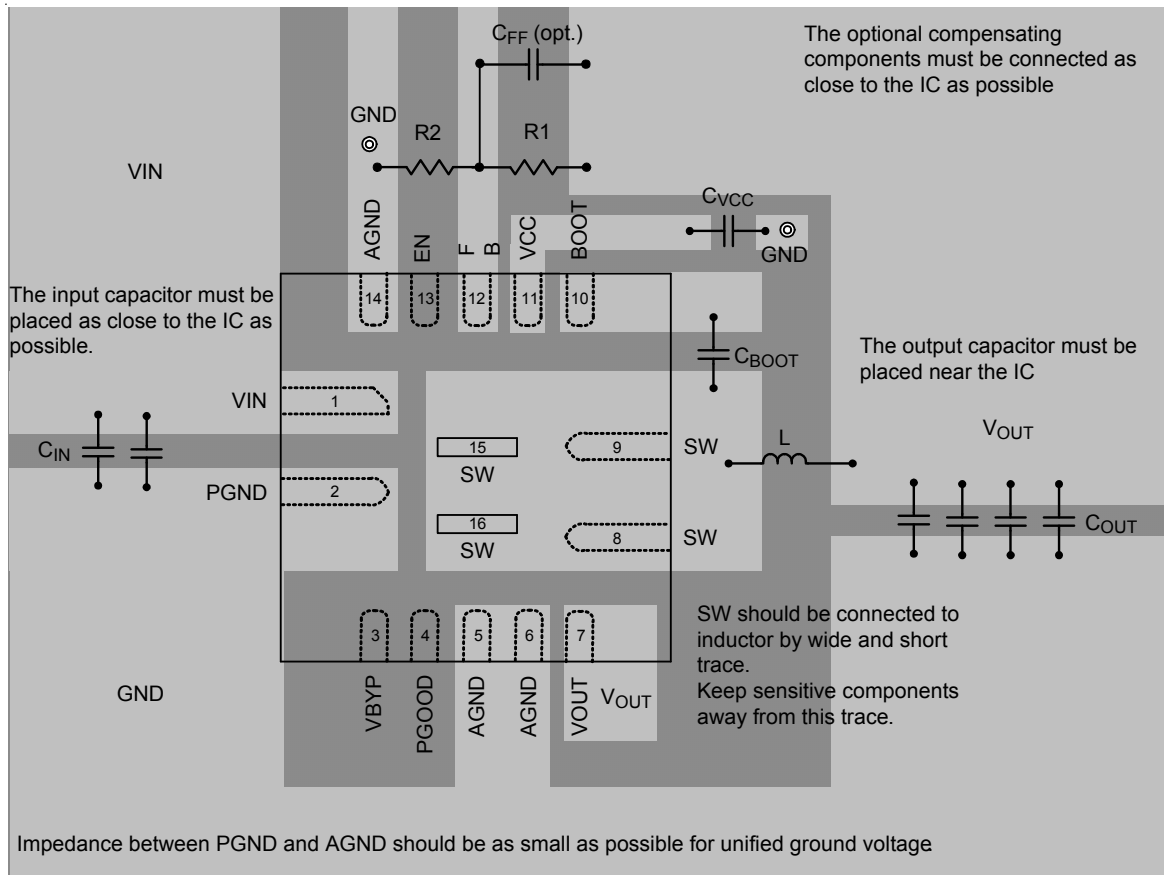 CFF (opt.)
The optional compensating
components must be connected as
close to the IC as possible
GND
R2
R1
VIN
CVCC
AGND
EN
F B
VCC
BOOT
GND
The input capacitor must be
placed as close to the IC as
possible.
14
13
12
11
10
CBOOT
The output capacitor must be
placed near the IC
VIN
1
VOUT
CIN
15
SW
9
SW
L
PGND
2
16
SW
8
SW
COUT
3
4
5
6
7
SW should be connected to
inductor by wide and short
trace.
Keep sensitive components
away from this trace.
GND
VBYP
PGOOD
AGND
AGND
VOUT
VOUT
Impedance between PGND and AGND should be as small as possible for unified ground voltage.